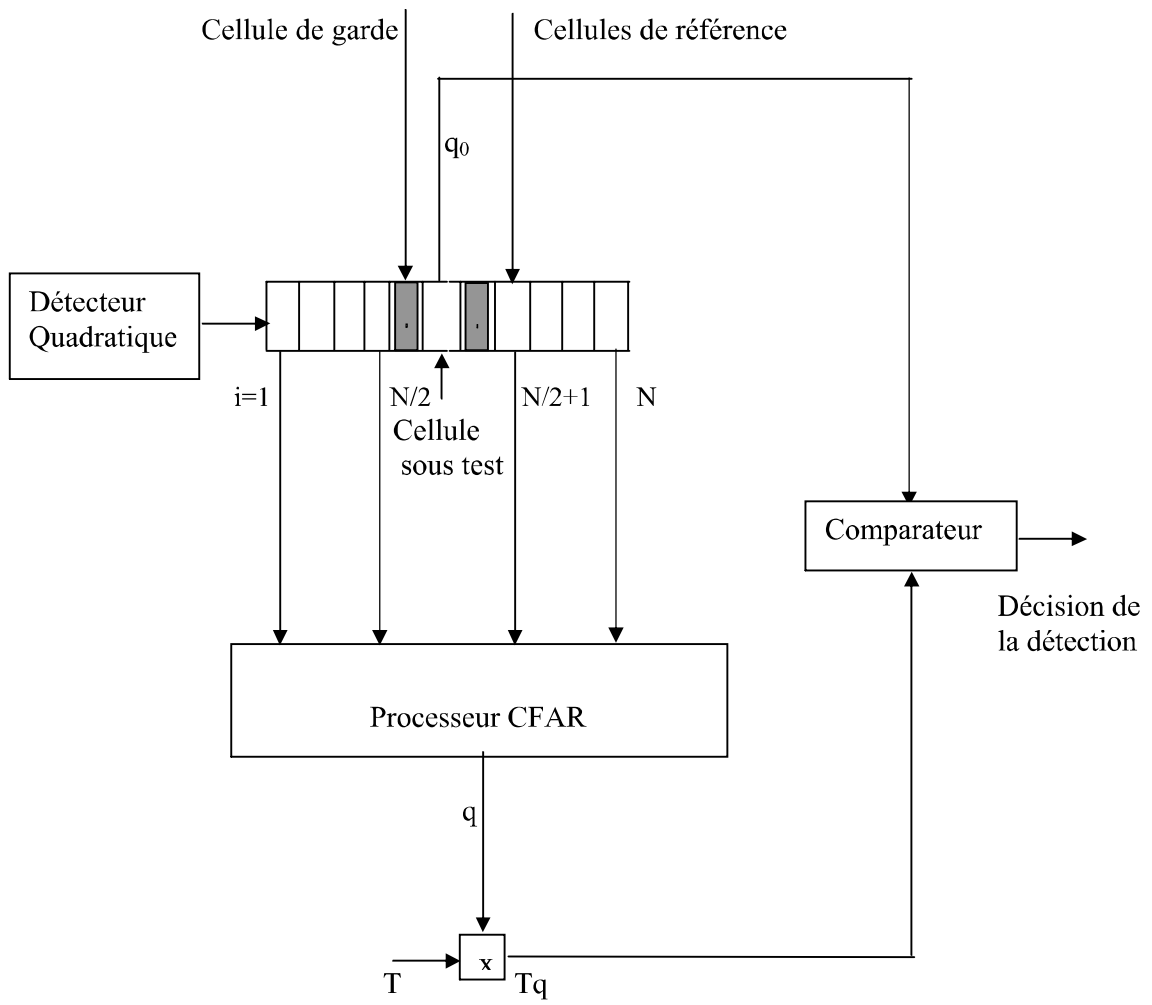 Cellule de garde
Cellules de référence
q₀
Détecteur
Quadratique
i=1
N/2
N/2+1
N
Cellule
sous test
Comparateur
Décision de
la détection
Processeur CFAR
q
x
T
Tq